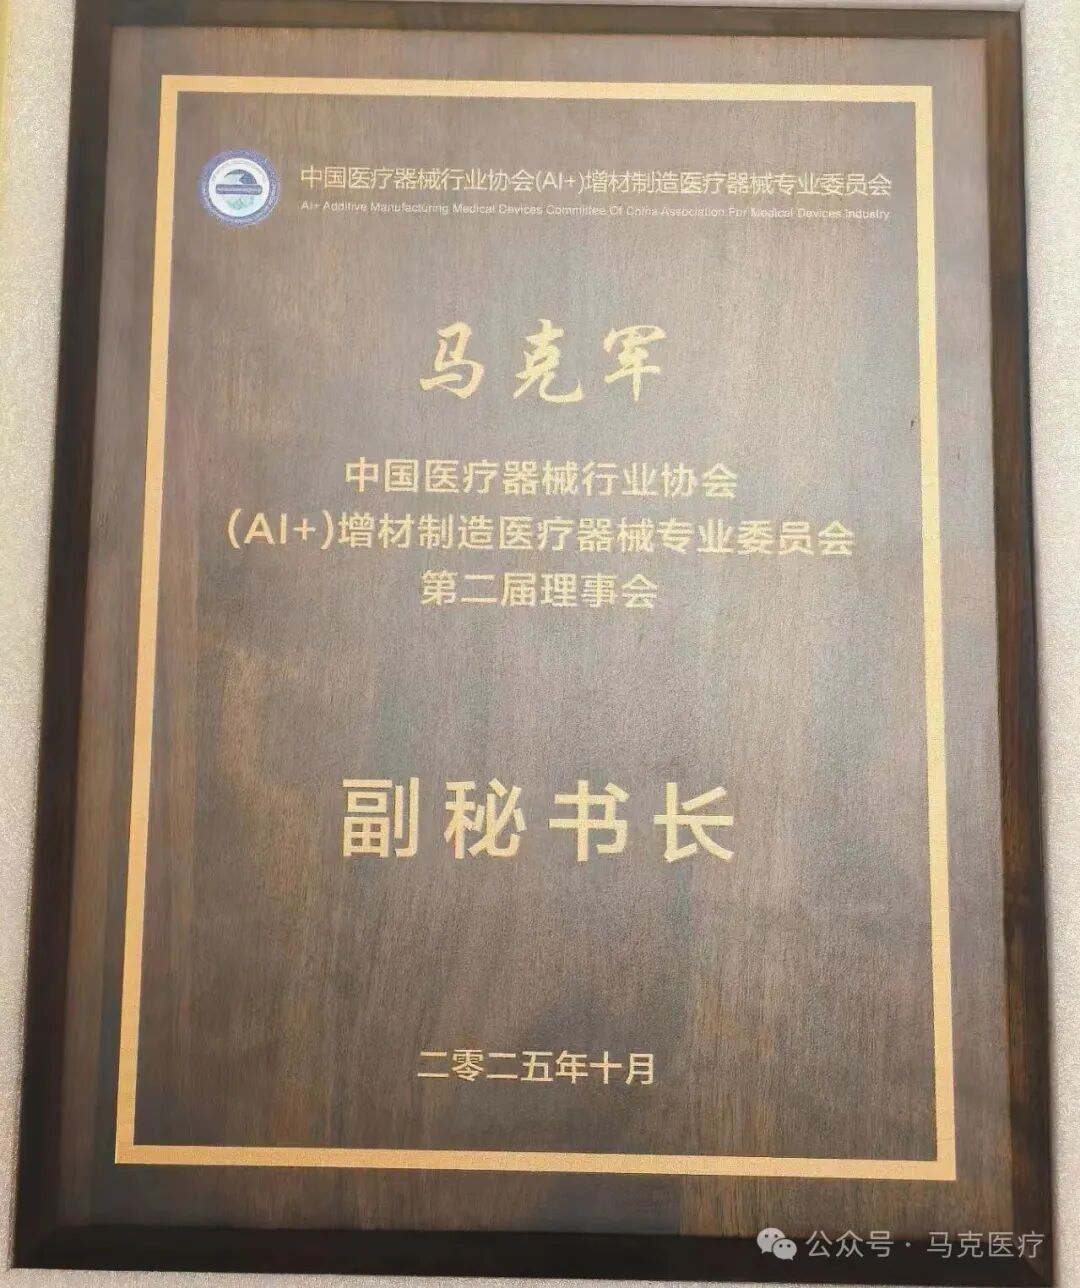 中国医疗器械行业协会(AI+)增材制造医疗器械专业委员会
AI+ Additive Manufacturing Medical Devices Committee Of China Association For Medical Devices Industry
马克军
中国医疗器械行业协会
(AI+)增材制造医疗器械专业委员会
第二届理事会
副秘书长
二零二五年十月
公众号·马克医疗